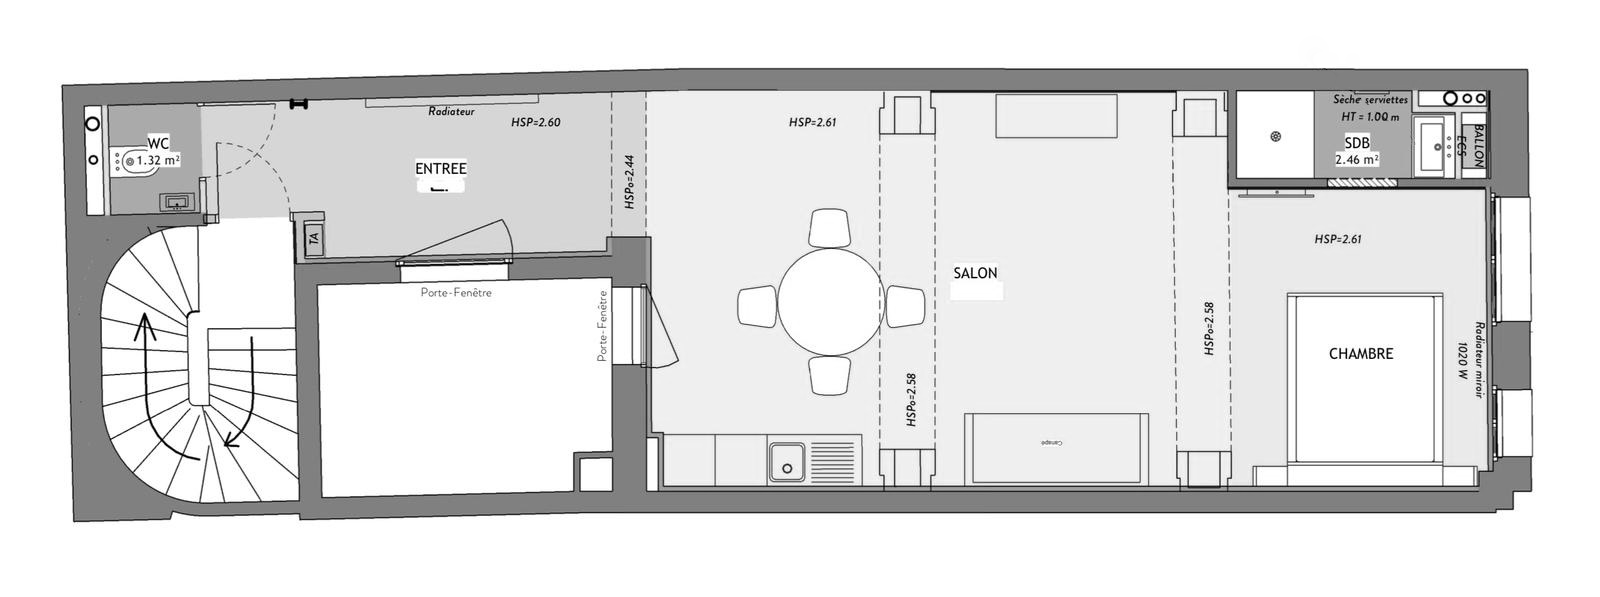 WC
1.32 m²
Radiateur
HSP=2.60
ENTREE
HSPo=2.44
TA
Porte-Fenêtre
Porte-Fenêtre
HSP=2.61
HSPo=2.58
SALON
Canapé
HSPo=2.58
Sèche serviettes
HT = 1.00 m
SDB
2.46 m²
BALLON
ECS
HSP=2.61
CHAMBRE
Radiateur miroir
1020 W